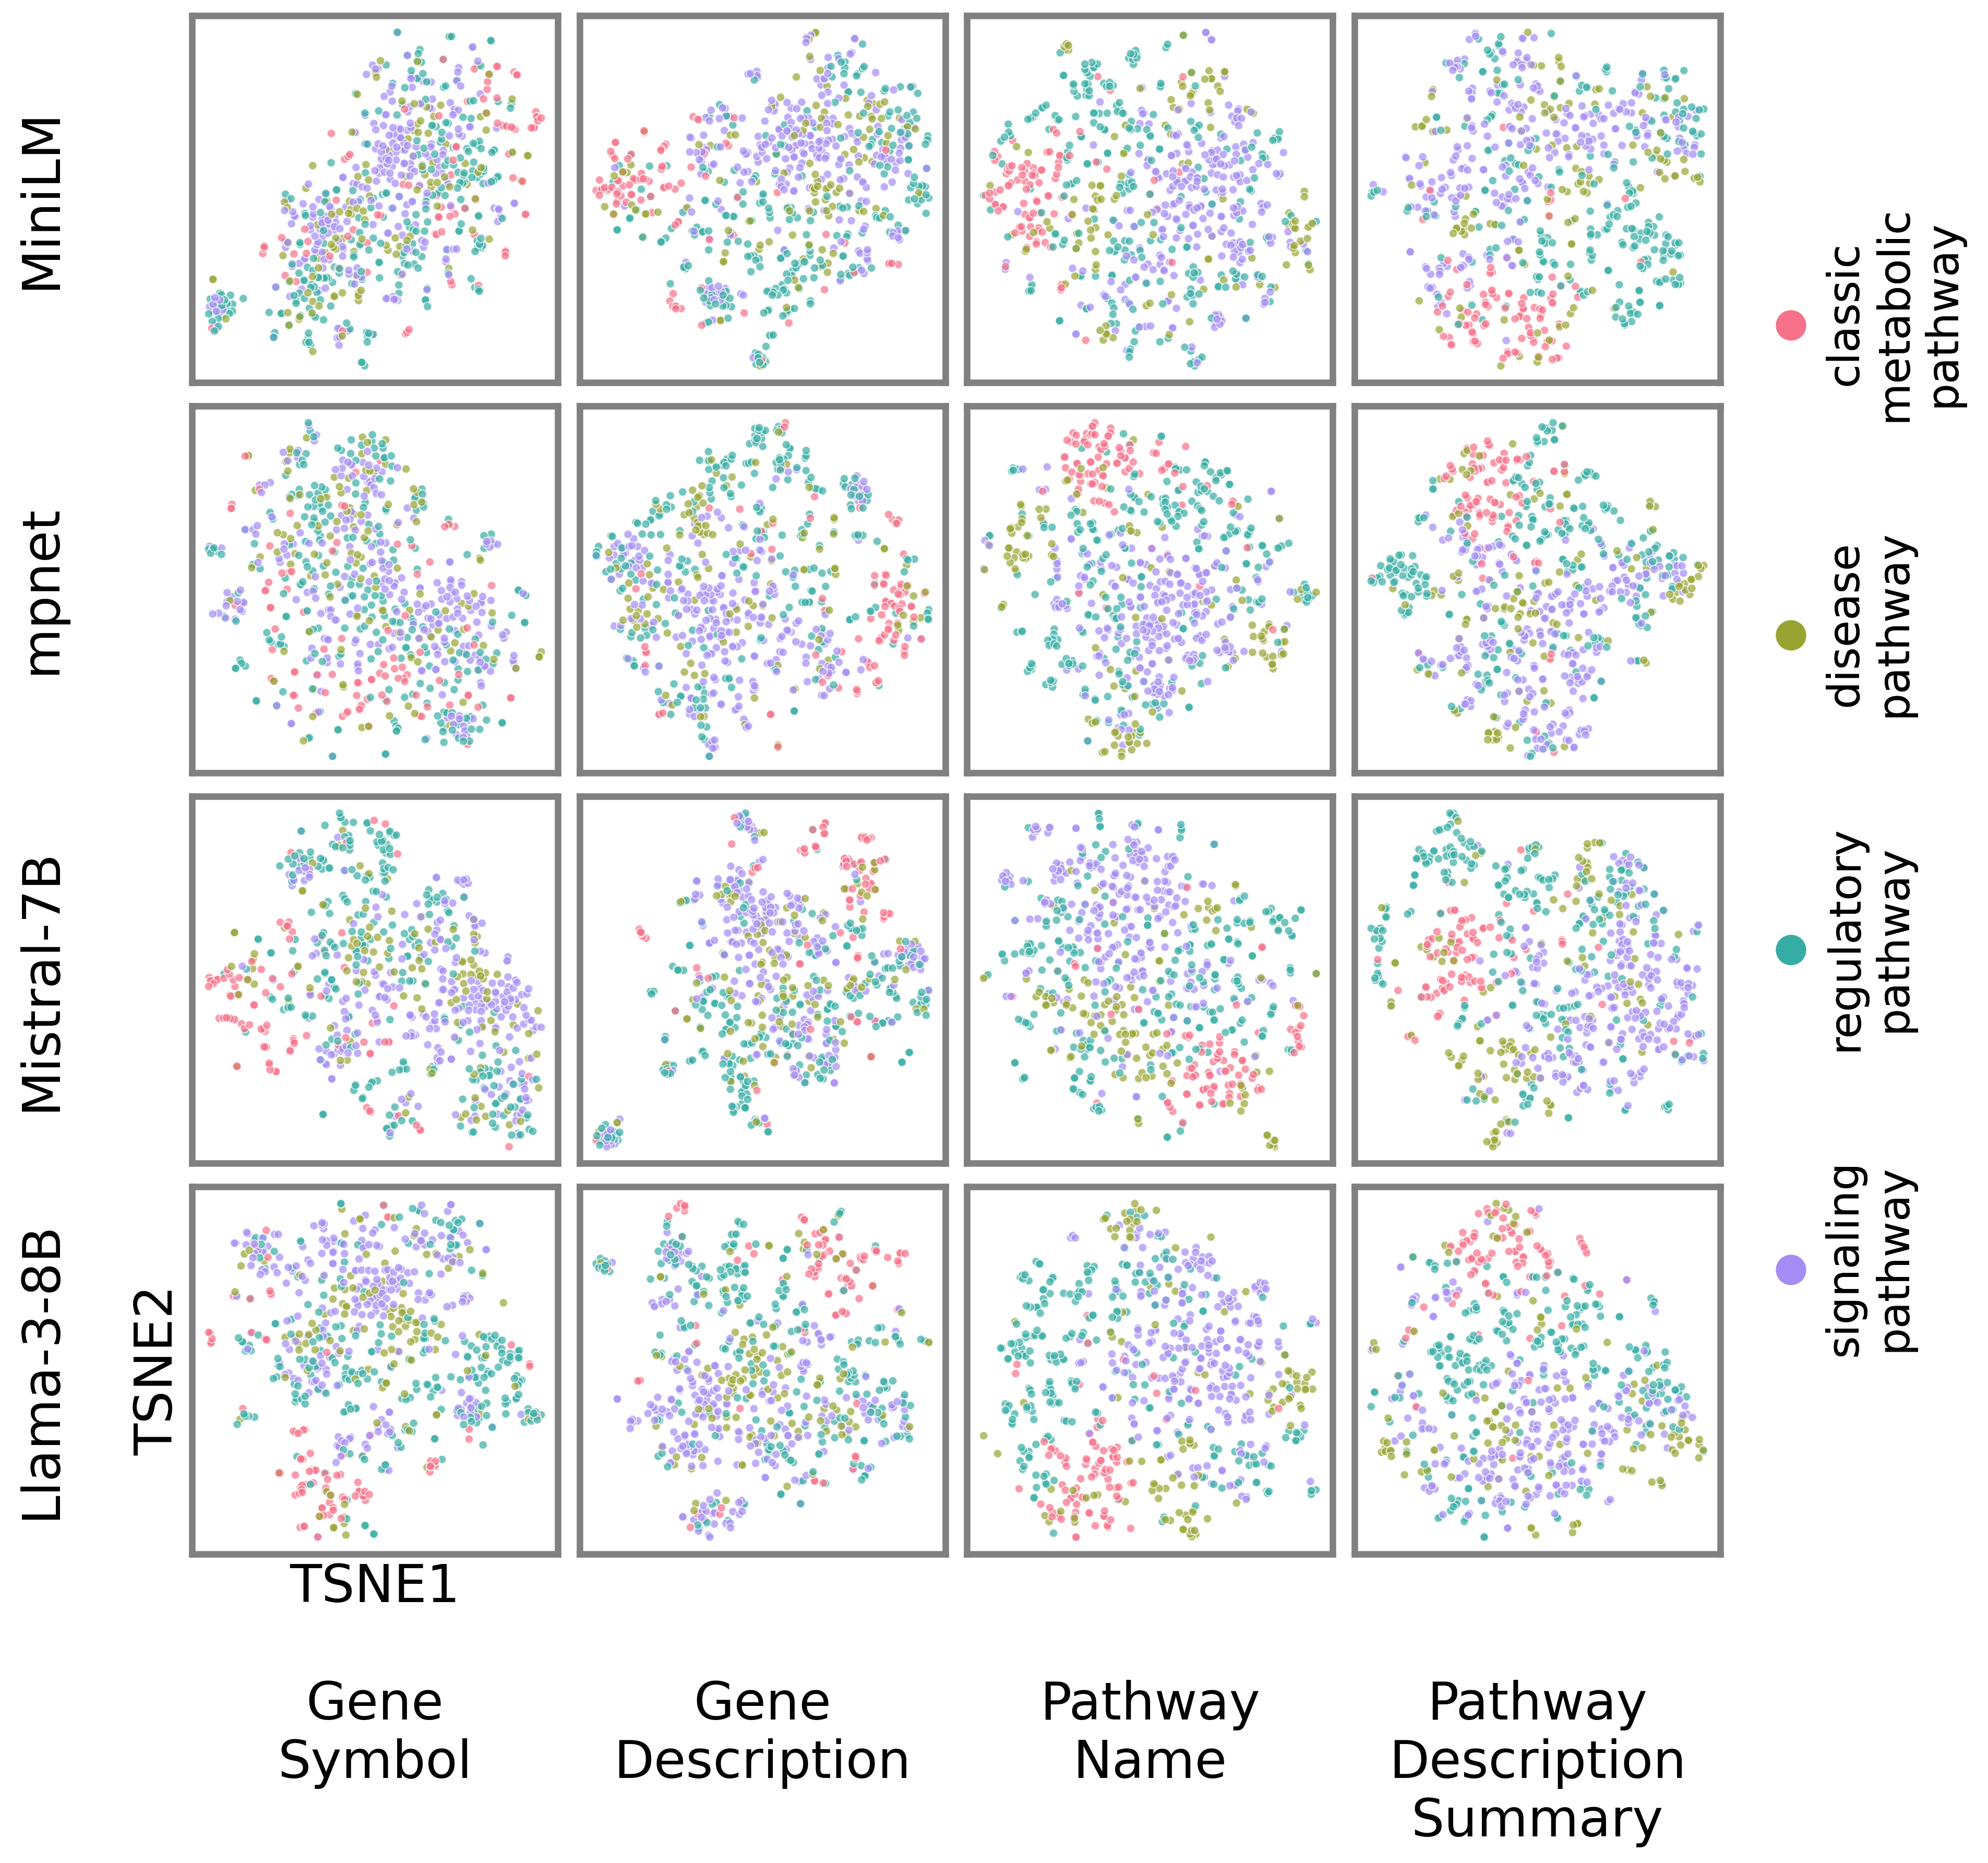 MiniLM
mpnet
Mistral-7B
Llama-3-8B
TSNE2
TSNE1
Gene
Symbol
Gene
Description
Pathway
Name
Pathway
Description
Summary
classic
metabolic
pathway
disease
pathway
regulatory
pathway
signaling
pathway